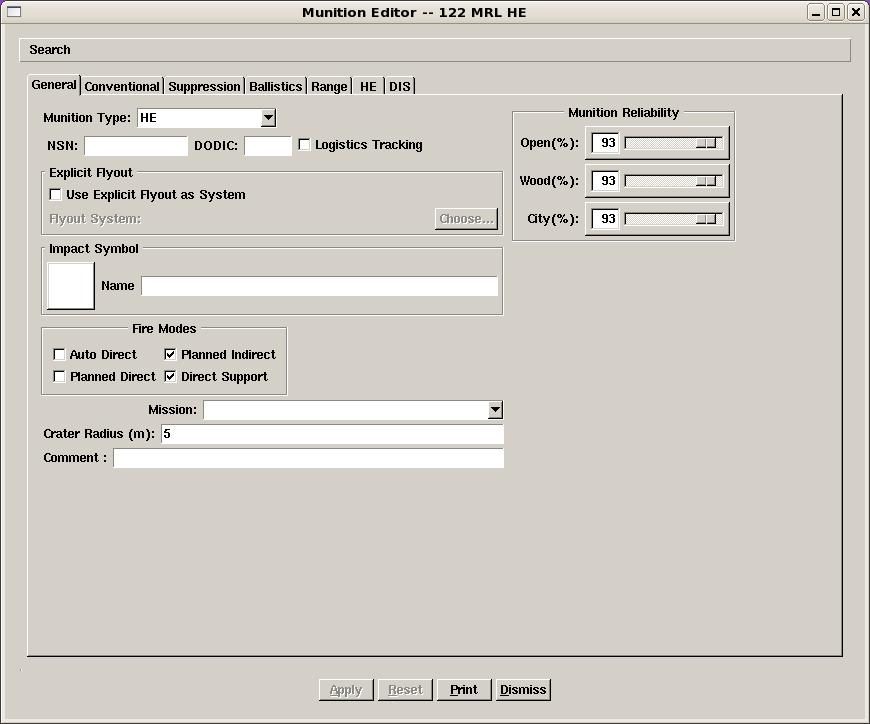 Munition Editor -- 122 MRL HE
Search
General Conventional Suppression Ballistics Range HE DIS
Munition Type: HE
NSN: DODIC: Logistics Tracking
Explicit Flyout
Use Explicit Flyout as System
Flyout System: Choose...
Impact Symbol
Name
Fire Modes
Auto Direct Planned Indirect
Planned Direct Direct Support
Mission:
Crater Radius (m): 5
Comment :
Munition Reliability
Open(%): 93
Wood(%): 93
City(%): 93
Apply Reset Print Dismiss